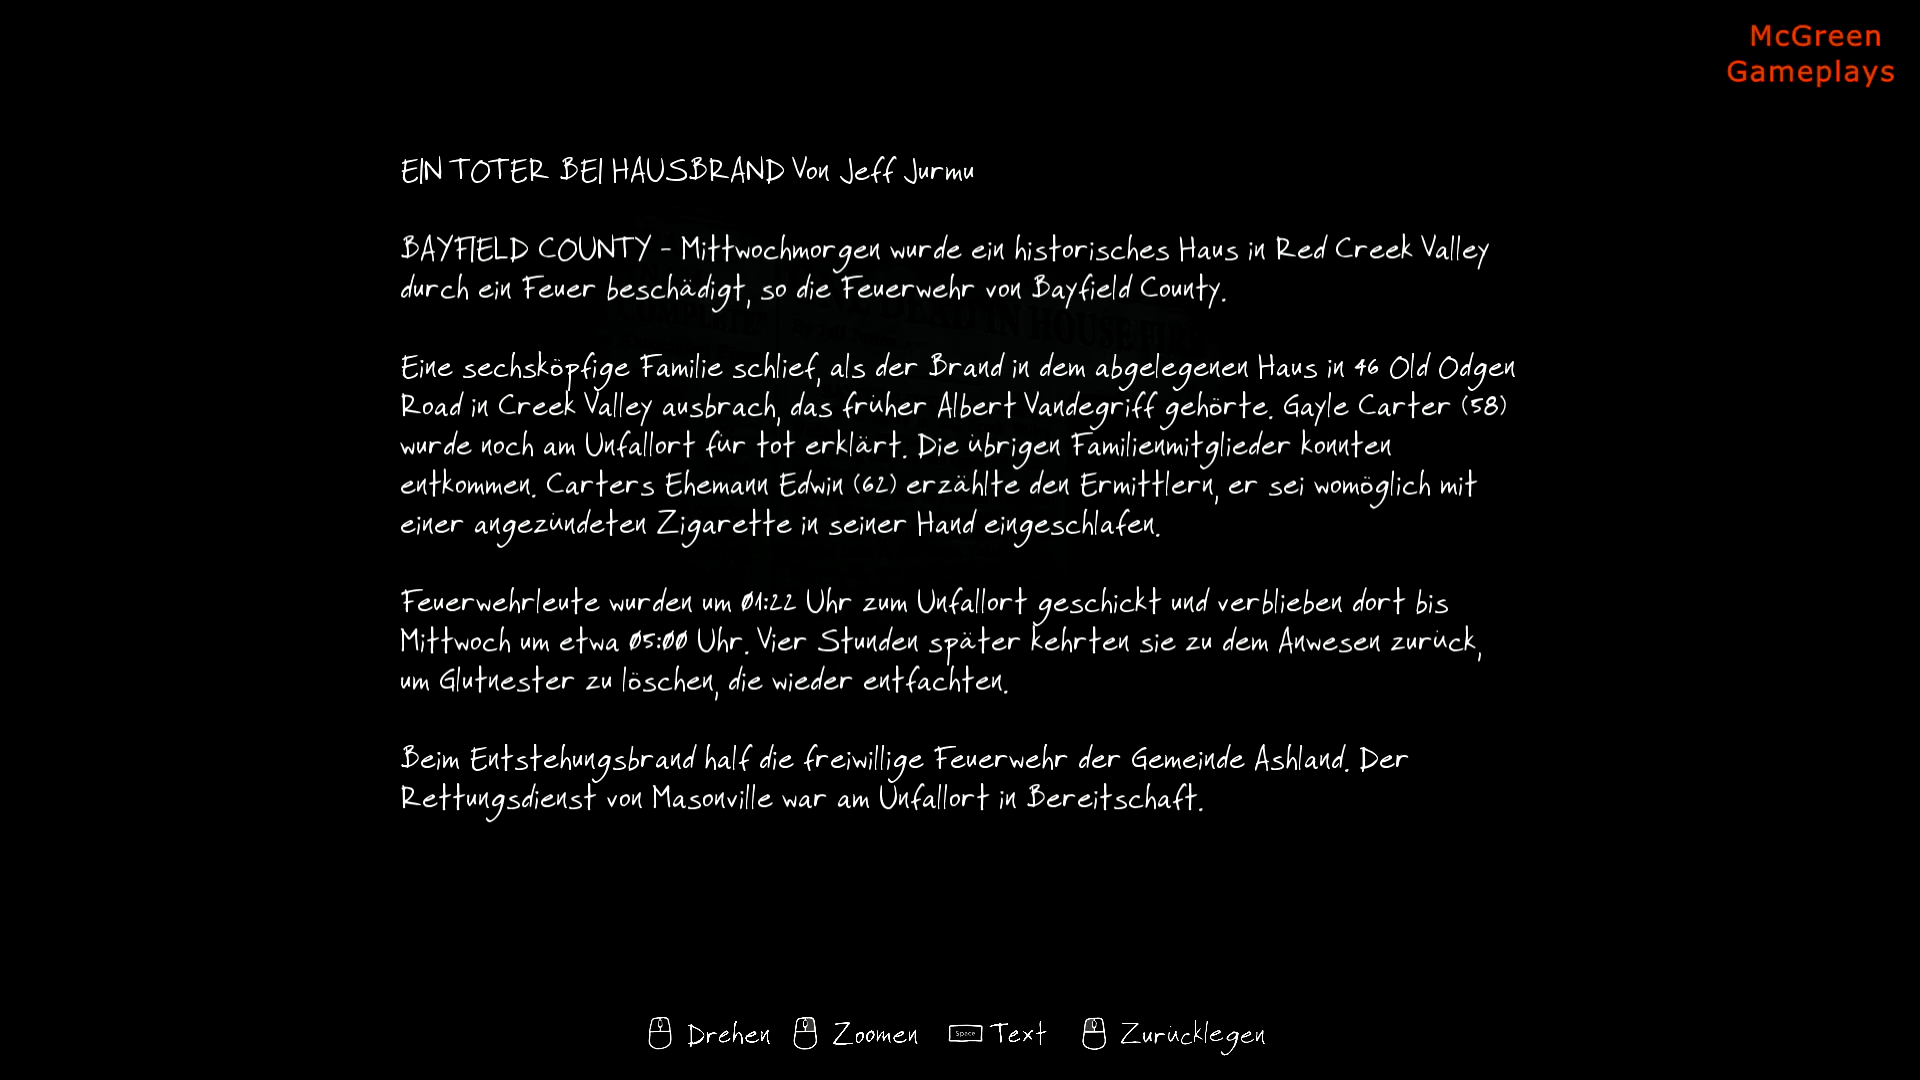 McGreen
Gameplays
EIN TOTER BEI HAUSBRAND Von Jeff Jurmu
BAYFIELD COUNTY - Mittwochmorgen wurde ein historisches Haus in Red Creek Valley
durch ein Feuer beschädigt, so die Feuerwehr von Bayfield County.
Eine sechsköpfige Familie schlief, als der Brand in dem abgelegenen Haus in 46 Old Odgen
Road in Creek Valley ausbrach, das früher Albert Vandegriff gehörte. Gayle Carter (58)
wurde noch am Unfallort für tot erklärt. Die übrigen Familienmitglieder konnten
entkommen. Carters Ehemann Edwin (62) erzählte den Ermittlern, er sei womöglich mit
einer angezündeten Zigarette in seiner Hand eingeschlafen.
Feuerwehrleute wurden um 01:22 Uhr zum Unfallort geschickt und verblieben dort bis
Mittwoch um etwa 05:00 Uhr. Vier Stunden später kehrten sie zu dem Anwesen zurück,
um Glutnester zu löschen, die wieder entfachten.
Beim Entstehungsbrand half die freiwillige Feuerwehr der Gemeinde Ashland. Der
Rettungsdienst von Masonville war am Unfallort in Bereitschaft.
Drehen Zoomen Space Text Zurücklegen